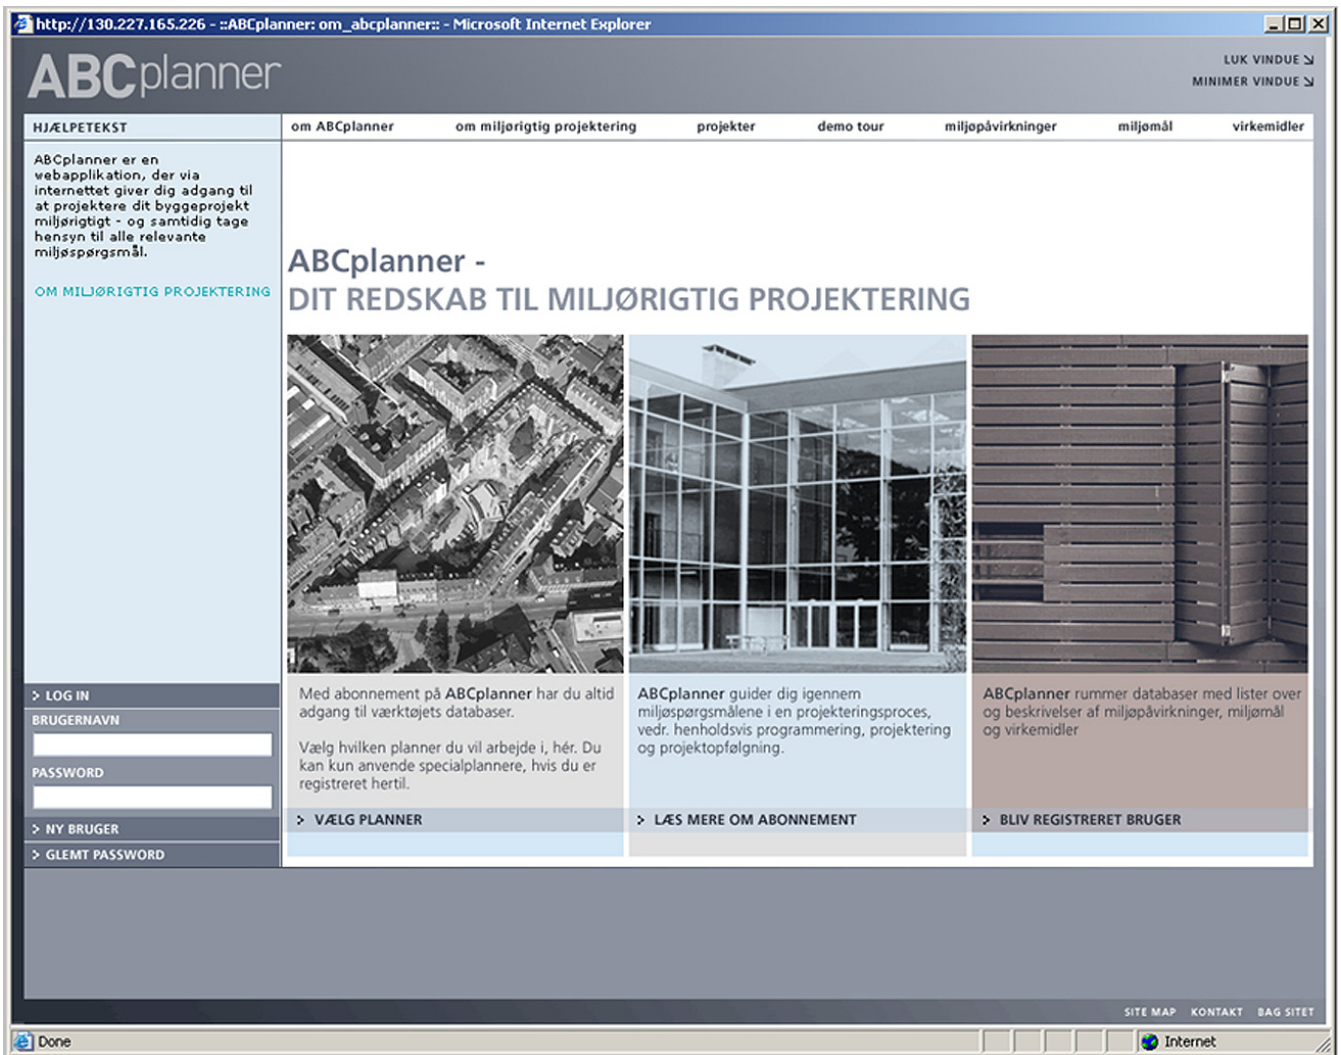 http://130.227.165.226 - ::ABCplanner: om_abcplanner:: - Microsoft Internet Explorer
ABCplanner
LUK VINDUE
MINIMER VINDUE
HJÆLPETEKST
om ABCplanner om miljørigtig projektering projekter demo tour miljøpåvirkninger miljømål virkemidler
ABCplanner er en
webapplikation, der via
internettet giver dig adgang til
at projektere dit byggeprojekt
miljørigtigt - og samtidig tage
hensyn til alle relevante
miljøspørgsmål.
OM MILJØRIGTIG PROJEKTERING
ABCplanner -
DIT REDSKAB TIL MILJØRIGTIG PROJEKTERING
Med abonnement på ABCplanner har du altid
adgang til værktøjets databaser.
Vælg hvilken planner du vil arbejde i, hér. Du
kan kun anvende specialplannere, hvis du er
registreret hertil.
> VÆLG PLANNER
ABCplanner guider dig igennem
miljøspørgsmålene i en projekteringsproces,
vedr. henholdsvis programmering, projektering
og projektopfølgning.
> LÆS MERE OM ABONNEMENT
ABCplanner rummer databaser med lister over
og beskrivelser af miljøpåvirkninger, miljømål
og virkemidler
> BLIV REGISTRERET BRUGER
> LOG IN
BRUGERNAVN
PASSWORD
> NY BRUGER
> GLEMT PASSWORD
SITE MAP KONTAKT BAG SITET
Done
Internet